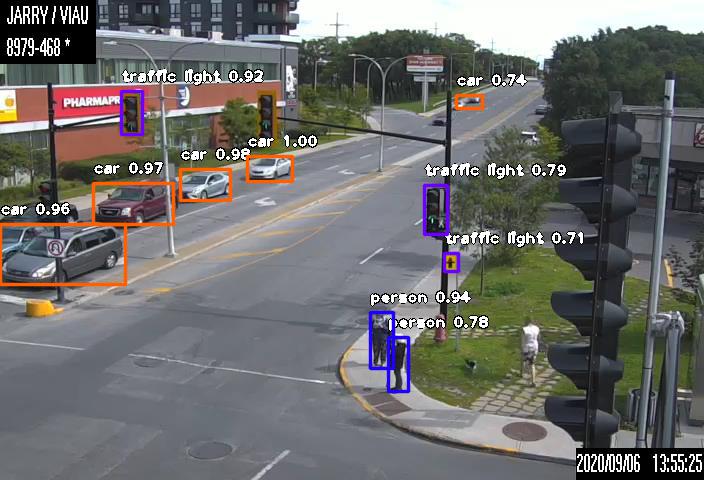 JARRY / VIAU
8979-468 *
traffic light 0.92
car 0.74
PHARMAPR
car 0.98
car 1.00
car 0.97
traffic light 0.79
car 0.96
traffic light 0.71
person 0.94
person 0.78
2020/09/06 13:55:25